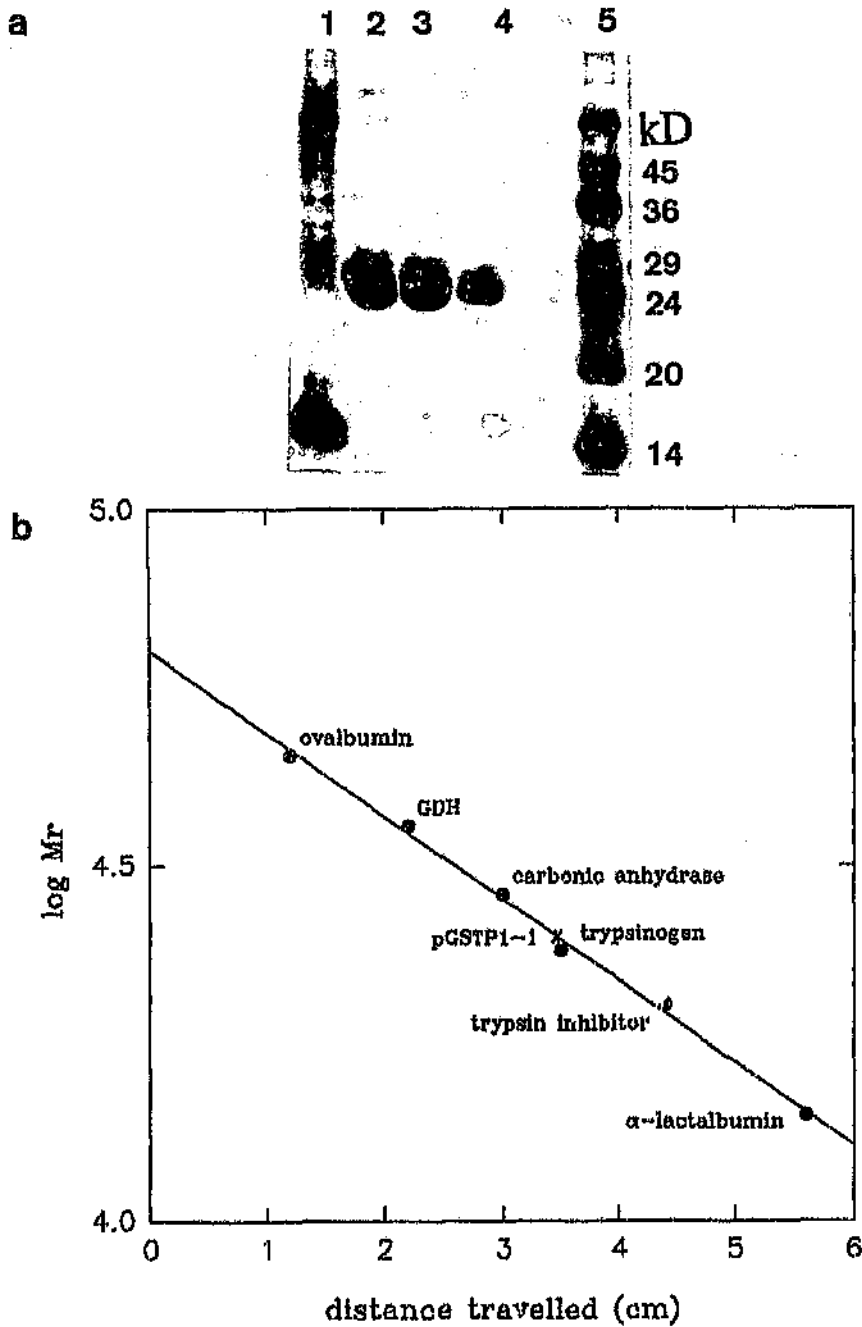 a
1 2 3 4 5
kD
45
36
29
24
20
14
b
5.0
4.5
4.0
log Mr
ovalbumin
GDH
carbonic anhydrase
pGSTP1-1
trypsinogen
trypsin inhibitor
α-lactalbumin
0 1 2 3 4 5 6
distance travelled (cm)